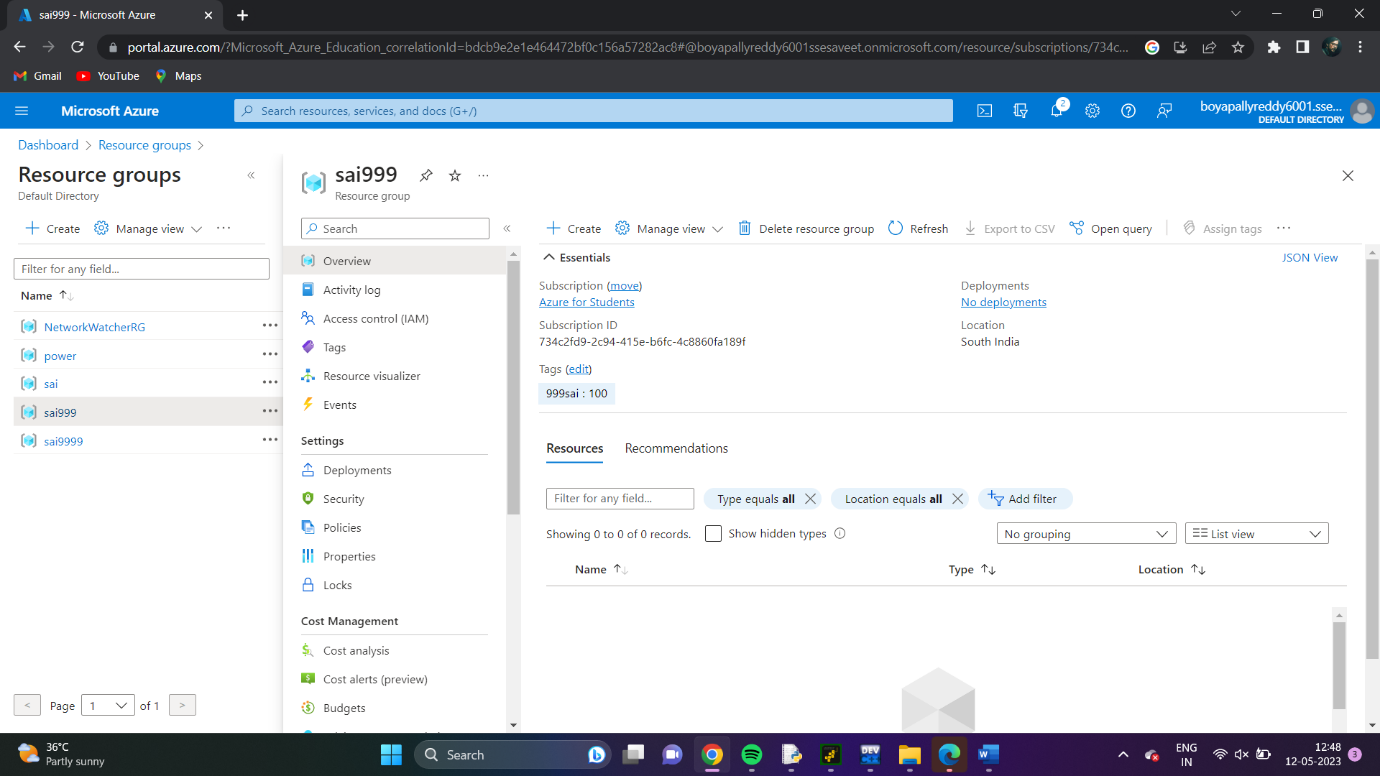 sai999 - Microsoft Azure
portal.azure.com/?Microsoft_Azure_Education_correlationId=bdcb9e2e1e464472bf0c156a57282ac8#@boyapallyreddy6001ssesaveet.onmicrosoft.com/resource/subscriptions/734c...
Gmail YouTube Maps
Microsoft Azure
Search resources, services, and docs (G+/)
2
boyapallyreddy6001.sse...
DEFAULT DIRECTORY
Dashboard > Resource groups >
Resource groups
Default Directory
Create Manage view ...
Filter for any field...
Name
NetworkWatcherRG ...
power ...
sai ...
sai999 ...
sai9999 ...
< Page 1 of 1 >
sai999 ...
Resource group
Search
Overview
Activity log
Access control (IAM)
Tags
Resource visualizer
Events
Settings
Deployments
Security
Policies
Properties
Locks
Cost Management
Cost analysis
Cost alerts (preview)
Budgets
Create Manage view Delete resource group Refresh Export to CSV Open query Assign tags ...
Essentials JSON View
Subscription (move)
Azure for Students
Subscription ID
734c2fd9-2c94-415e-b6fc-4c8860fa189f
Deployments
No deployments
Location
South India
Tags (edit)
999sai : 100
Resources Recommendations
Filter for any field... Type equals all Location equals all Add filter
Showing 0 to 0 of 0 records. Show hidden types No grouping List view
Name Type Location
36°C
Partly sunny
Search
DEV
ENG
IN
12:48
12-05-2023
3